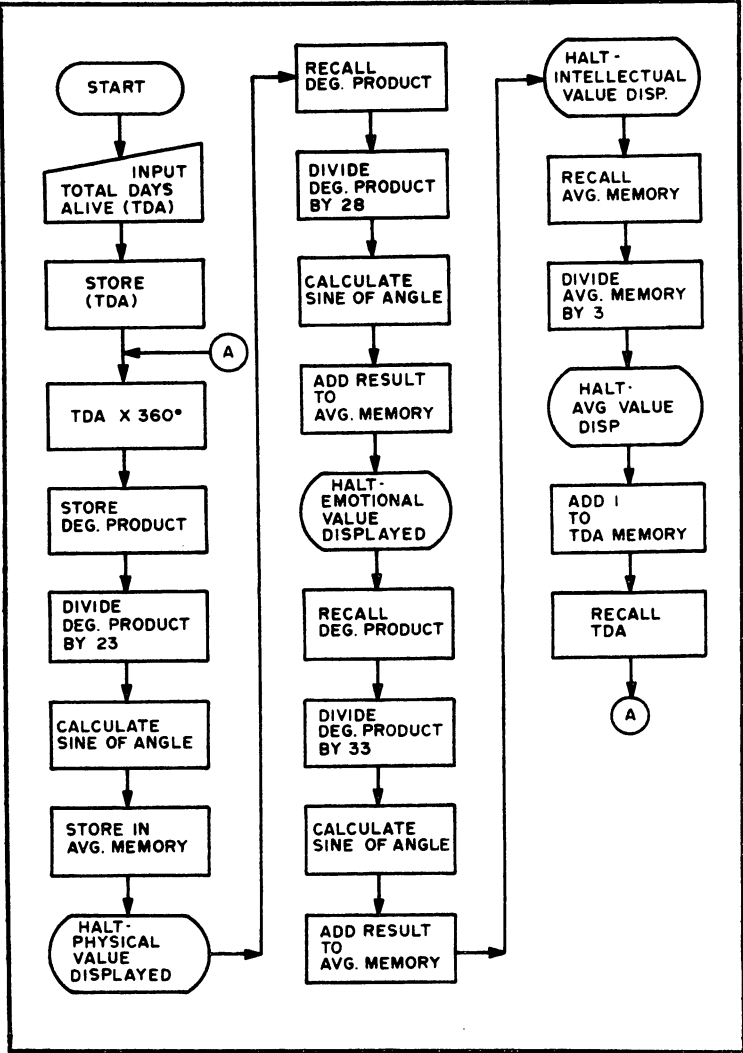 START
INPUT
TOTAL DAYS
ALIVE (TDA)
STORE
(TDA)
A
TDA X 360°
STORE
DEG. PRODUCT
DIVIDE
DEG. PRODUCT
BY 23
CALCULATE
SINE OF ANGLE
STORE IN
AVG. MEMORY
HALT-
PHYSICAL
VALUE
DISPLAYED
RECALL
DEG. PRODUCT
DIVIDE
DEG. PRODUCT
BY 28
CALCULATE
SINE OF ANGLE
ADD RESULT
TO
AVG. MEMORY
HALT-
EMOTIONAL
VALUE
DISPLAYED
RECALL
DEG. PRODUCT
DIVIDE
DEG. PRODUCT
BY 33
CALCULATE
SINE OF ANGLE
ADD RESULT
TO
AVG. MEMORY
HALT-
INTELLECTUAL
VALUE DISP.
RECALL
AVG. MEMORY
DIVIDE
AVG. MEMORY
BY 3
HALT-
AVG VALUE
DISP
ADD 1
TO
TDA MEMORY
RECALL
TDA
A